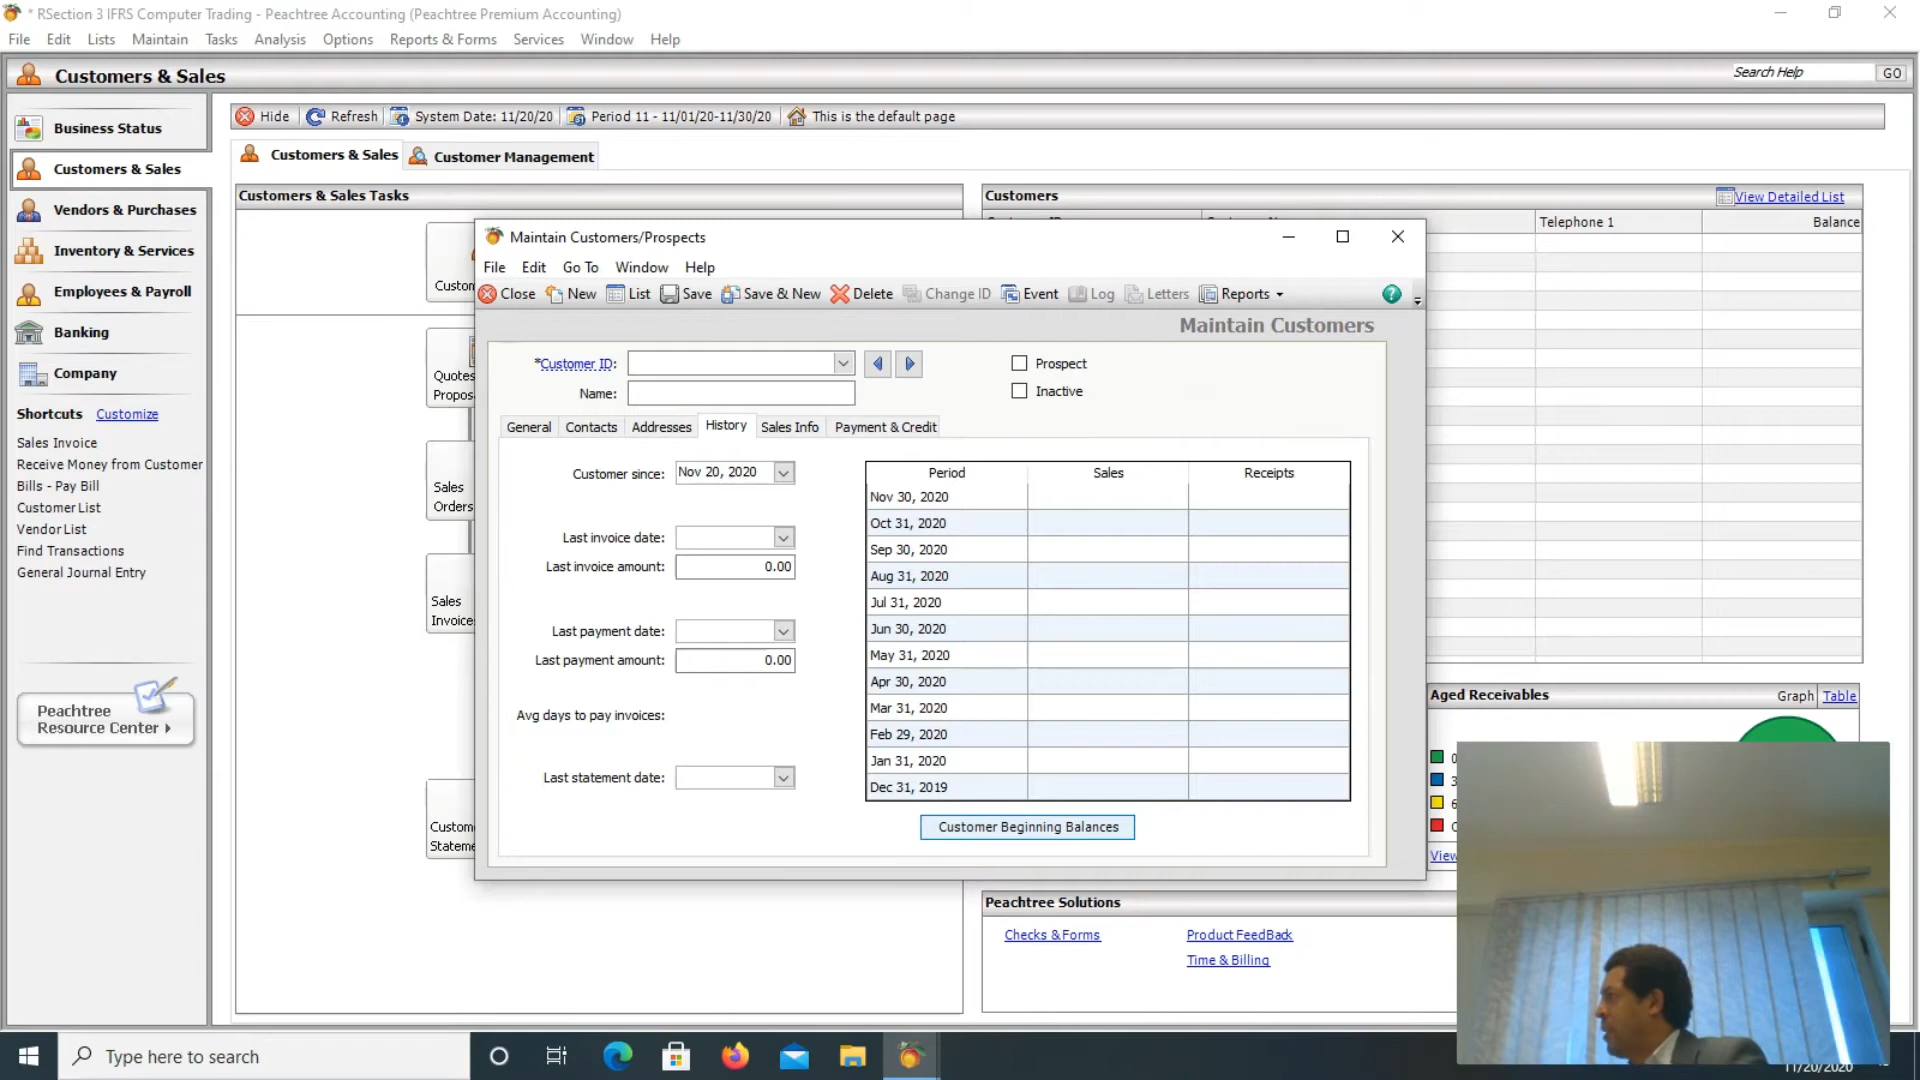 * RSection 3 IFRS Computer Trading - Peachtree Accounting (Peachtree Premium Accounting)
File Edit Lists Maintain Tasks Analysis Options Reports & Forms Services Window Help
Customers & Sales
Search Help GO
Business Status
Customers & Sales
Vendors & Purchases
Inventory & Services
Employees & Payroll
Banking
Company
Shortcuts Customize
Sales Invoice
Receive Money from Customer
Bills - Pay Bill
Customer List
Vendor List
Find Transactions
General Journal Entry
Peachtree
Resource Center
Hide Refresh System Date: 11/20/20 Period 11 - 11/01/20-11/30/20 This is the default page
Customers & Sales Customer Management
Customers & Sales Tasks
Quotes
Sales
Orders
Sales
Customers View Detailed List
Telephone 1 Balance
Maintain Customers/Prospects
File Edit Go To Window Help
Close New List Save Save & New Delete Change ID Event Log Letters Reports
Maintain Customers
*Customer ID: Prospect
Name: Inactive
General Contacts Addresses History Sales Info Payment & Credit
Customer since: Nov 20, 2020
Last invoice date:
Last invoice amount: 0.00
Last payment date:
Last payment amount: 0.00
Avg days to pay invoices:
Last statement date:
Period Sales Receipts
Nov 30, 2020
Oct 31, 2020
Sep 30, 2020
Aug 31, 2020
Jul 31, 2020
Jun 30, 2020
May 31, 2020
Apr 30, 2020
Mar 31, 2020
Feb 29, 2020
Jan 31, 2020
Dec 31, 2019
Customer Beginning Balances
Aged Receivables Graph Table
View
Peachtree Solutions
Checks & Forms Product FeedBack
Time & Billing
Type here to search
11/20/2020